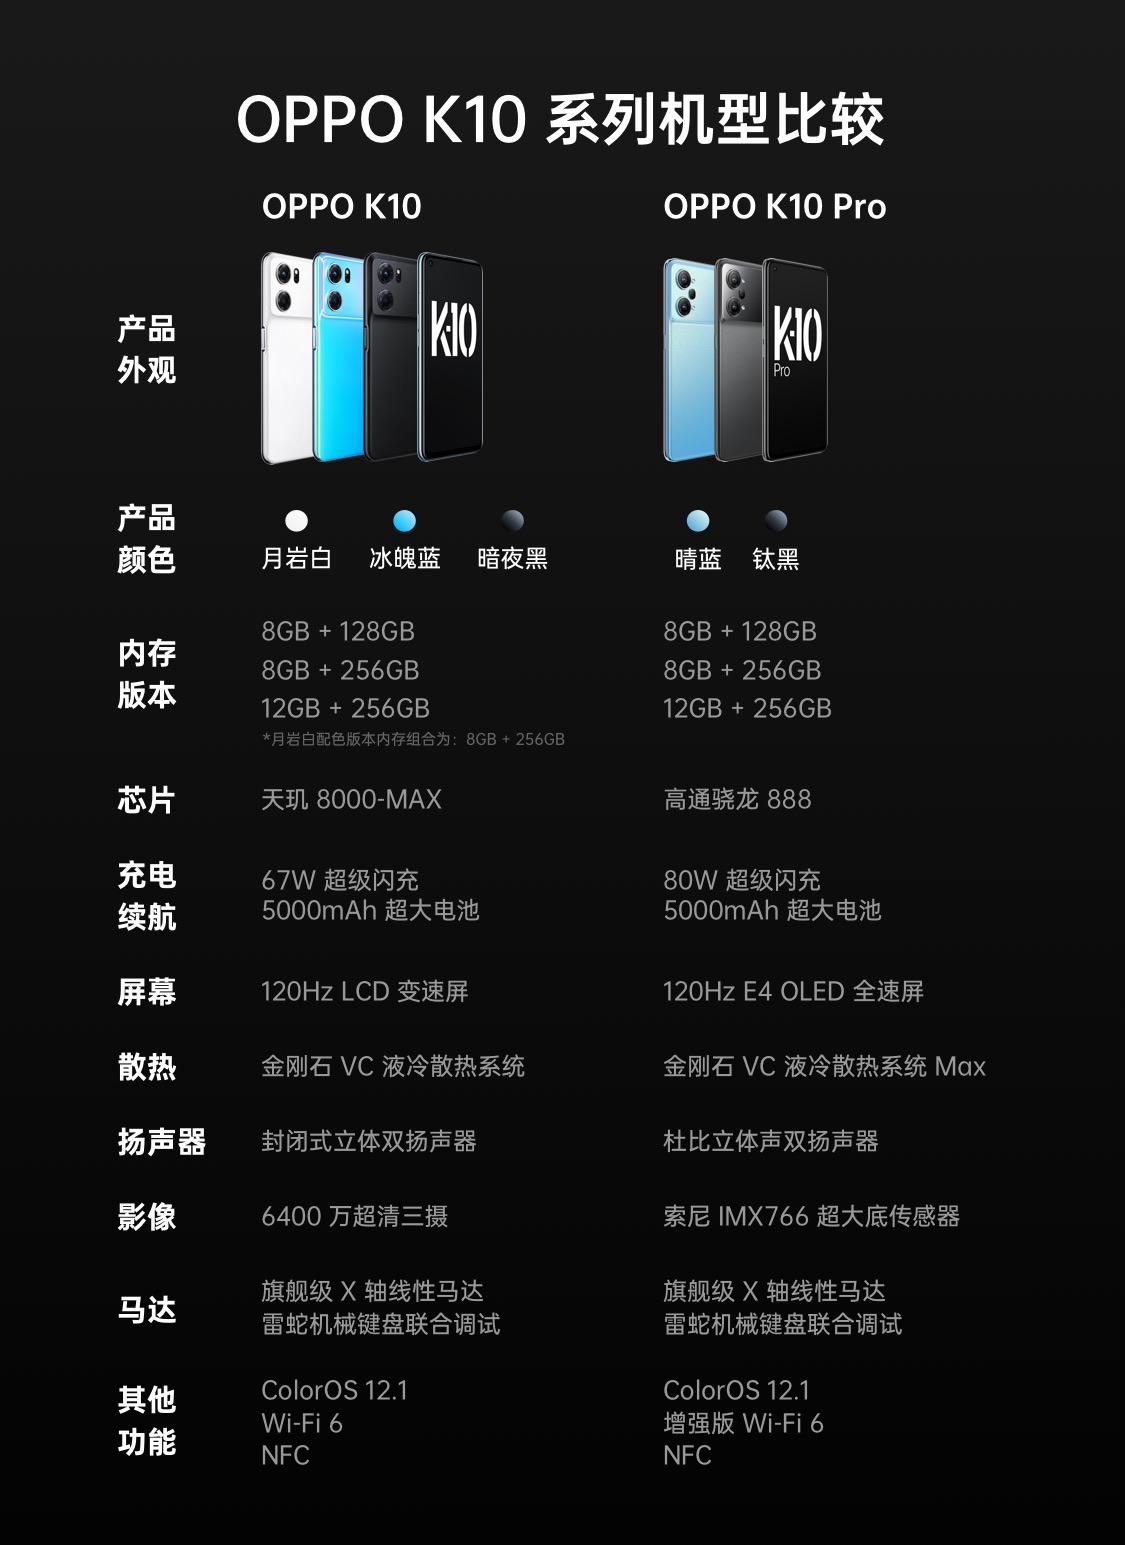 OPPO K10 系列机型比较
OPPO K10
OPPO K10 Pro
产品
外观
K10
K10
Pro
产品
颜色
月岩白
冰魄蓝
暗夜黑
晴蓝
钛黑
内存
版本
8GB + 128GB
8GB + 256GB
12GB + 256GB
*月岩白配色版本内存组合为：8GB + 256GB
8GB + 128GB
8GB + 256GB
12GB + 256GB
芯片
天玑 8000-MAX
高通骁龙 888
充电
续航
67W 超级闪充
5000mAh 超大电池
80W 超级闪充
5000mAh 超大电池
屏幕
120Hz LCD 变速屏
120Hz E4 OLED 全速屏
散热
金刚石 VC 液冷散热系统
金刚石 VC 液冷散热系统 Max
扬声器
封闭式立体双扬声器
杜比立体声双扬声器
影像
6400 万超清三摄
索尼 IMX766 超大底传感器
马达
旗舰级 X 轴线性马达
雷蛇机械键盘联合调试
旗舰级 X 轴线性马达
雷蛇机械键盘联合调试
其他
功能
ColorOS 12.1
Wi-Fi 6
NFC
ColorOS 12.1
增强版 Wi-Fi 6
NFC